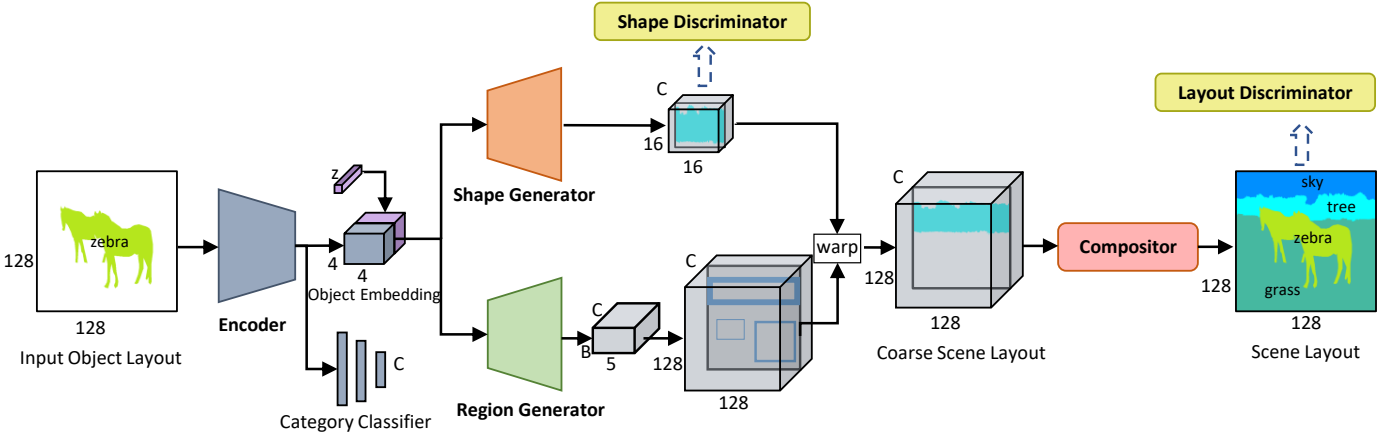 Shape Discriminator
C
16
16
Shape Generator
Layout Discriminator
zebra
128
128
Input Object Layout
Encoder
z
4
4
Object Embedding
C
Category Classifier
Region Generator
C
B
5
C
128
128
warp
C
128
128
Coarse Scene Layout
Compositor
sky
tree
zebra
grass
128
128
Scene Layout